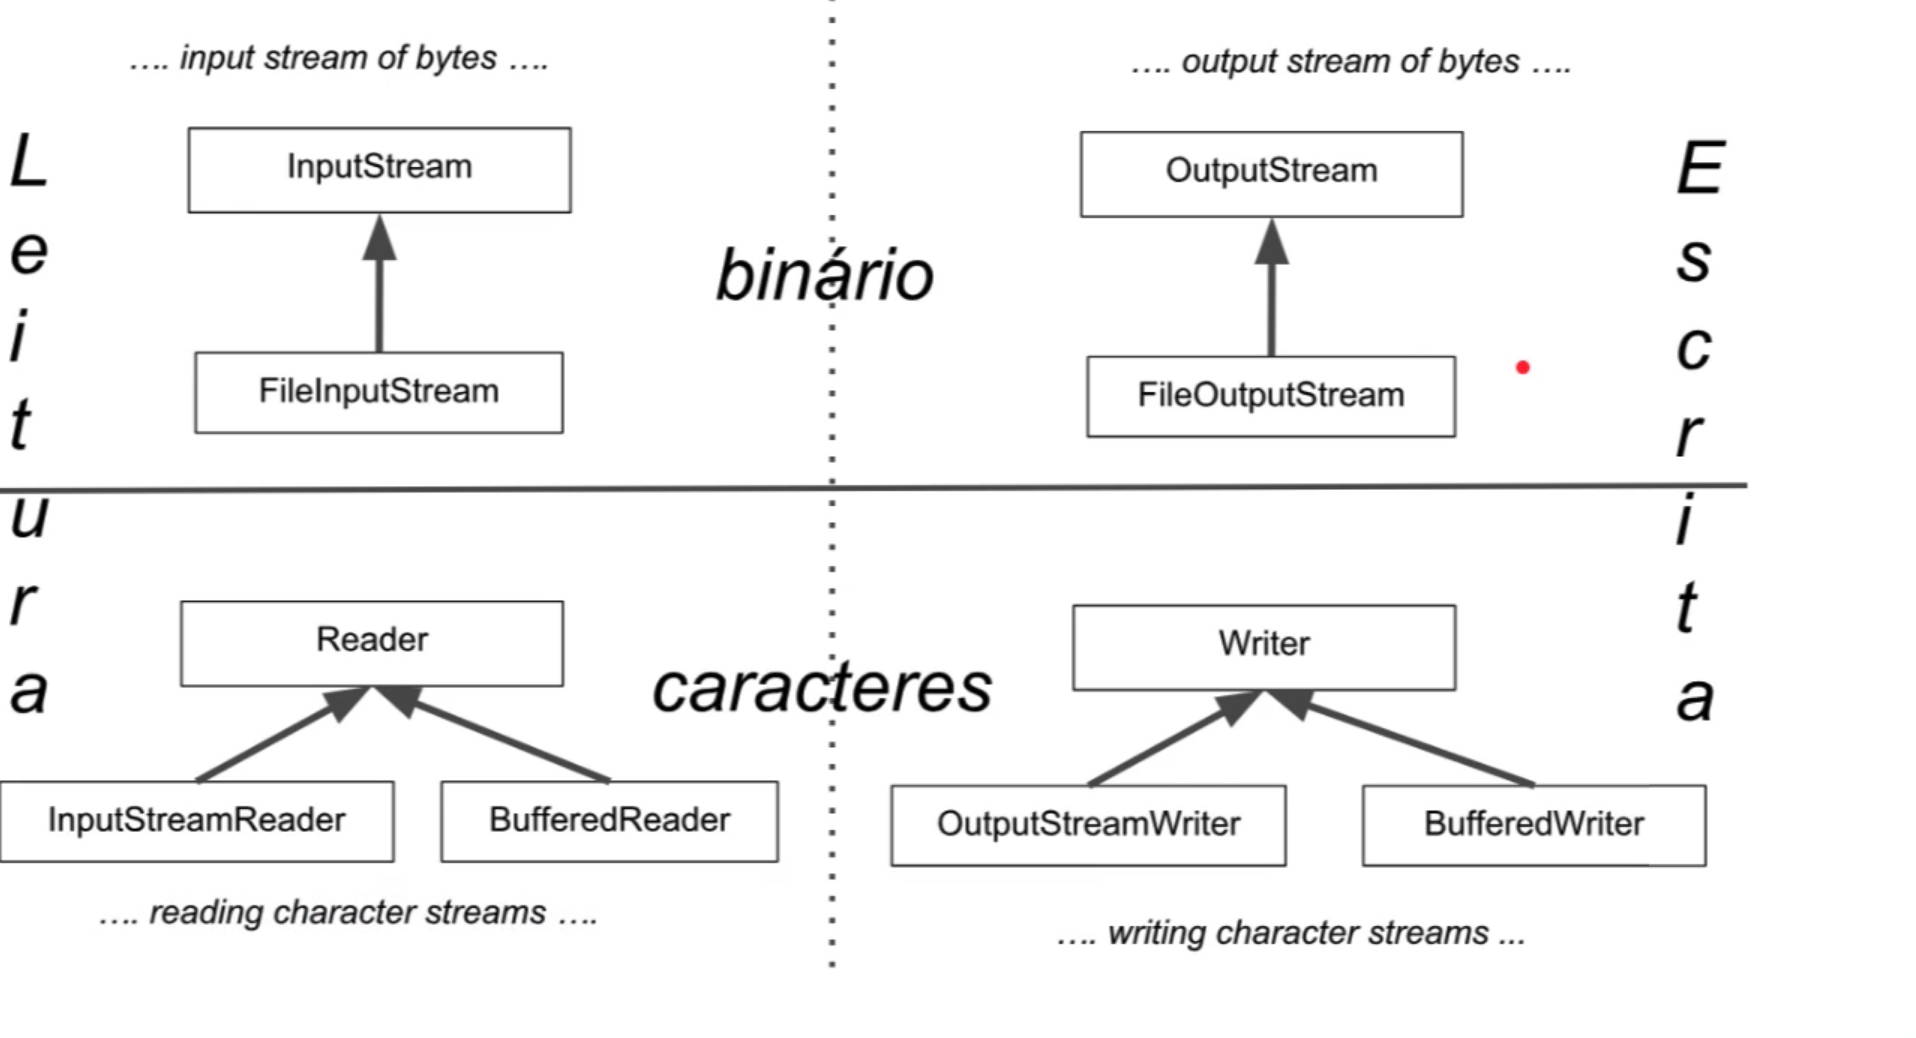 .... input stream of bytes ....
.... output stream of bytes ....
Leitura
InputStream
OutputStream
Escrita
binário
FileInputStream
FileOutputStream
Reader
Writer
caracteres
InputStreamReader
BufferedReader
OutputStreamWriter
BufferedWriter
.... reading character streams ....
.... writing character streams ...